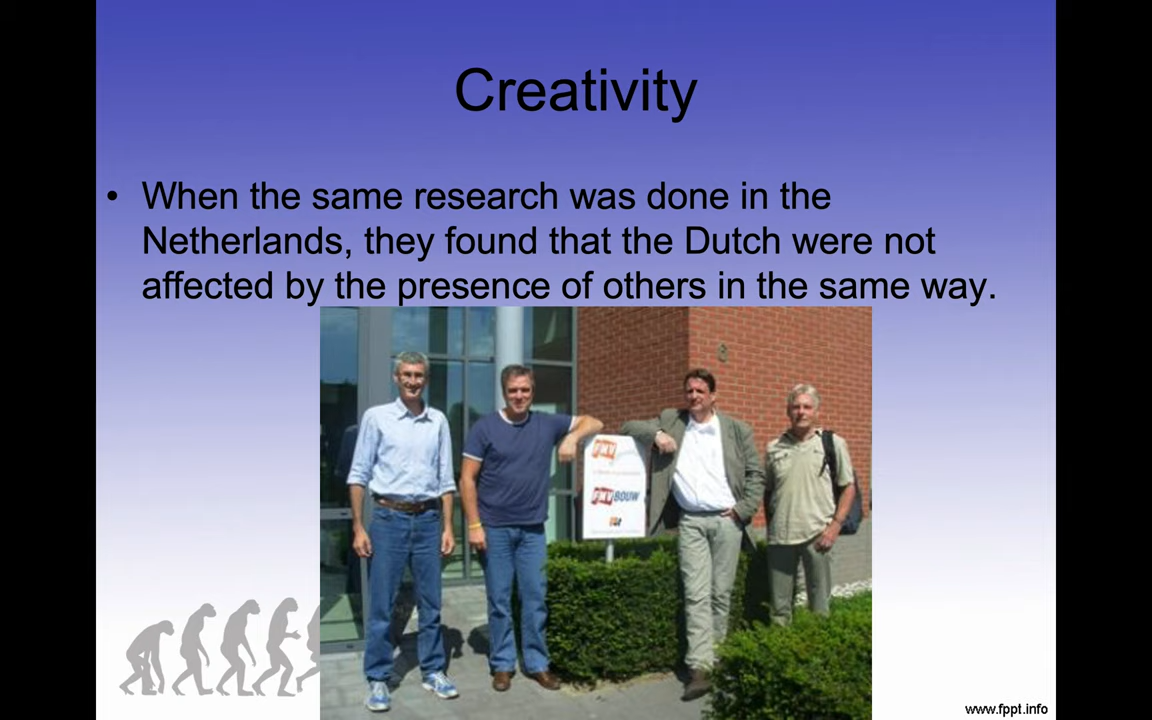 Creativity
• When the same research was done in the
Netherlands, they found that the Dutch were not
affected by the presence of others in the same way.
FNV
FNV BOUW
www.fppt.info